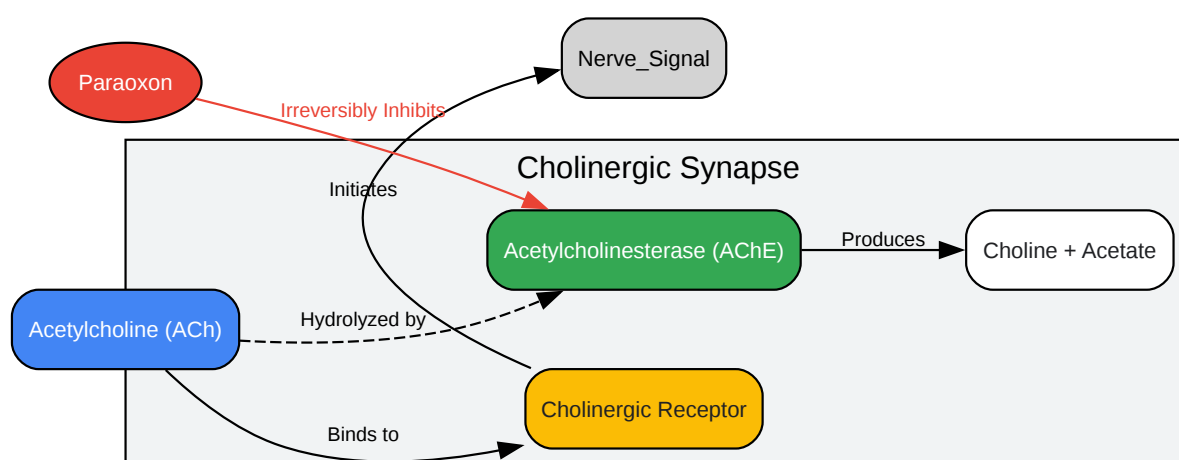 Nerve_Signal
Paraoxon
Irreversibly Inhibits
Cholinergic Synapse
Initiates
Acetylcholinesterase (AChE)
Produces
Choline + Acetate
Acetylcholine (ACh)
Hydrolyzed by
Cholinergic Receptor
Binds to